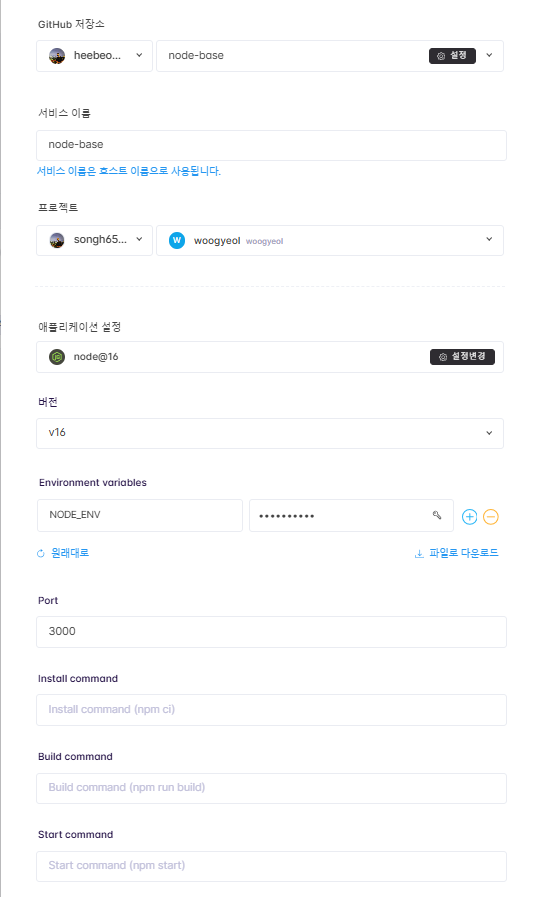 GitHub 저장소
heebeo...
node-base
설정
서비스 이름
node-base
서비스 이름은 호스트 이름으로 사용됩니다.
프로젝트
songh65...
W woogyeol woogyeol
애플리케이션 설정
node@16
설정변경
버전
v16
Environment variables
NODE_ENV
••••••••••
원래대로
파일로 다운로드
Port
3000
Install command
Install command (npm ci)
Build command
Build command (npm run build)
Start command
Start command (npm start)